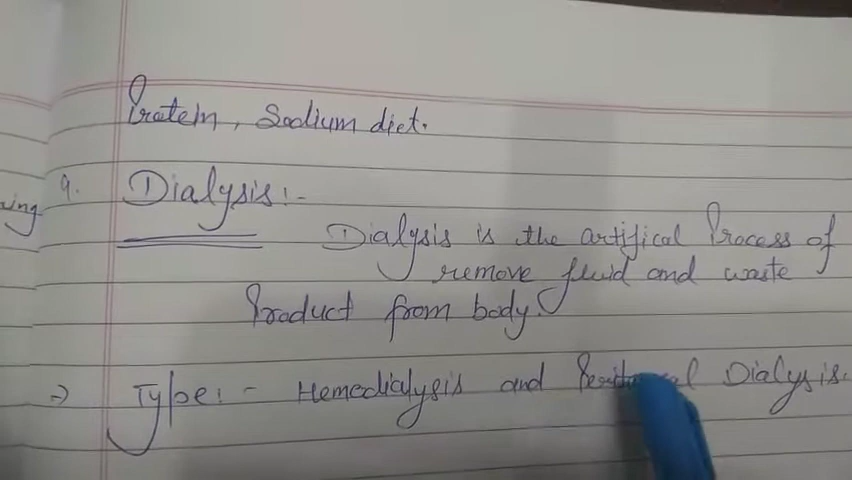 Protein, Sodium diet.
9. Dialysis:-
ing
Dialysis is the artifical Process of
remove fluid and waste
Product from body.
→ Type:- Hemodialysis and Dialysis.